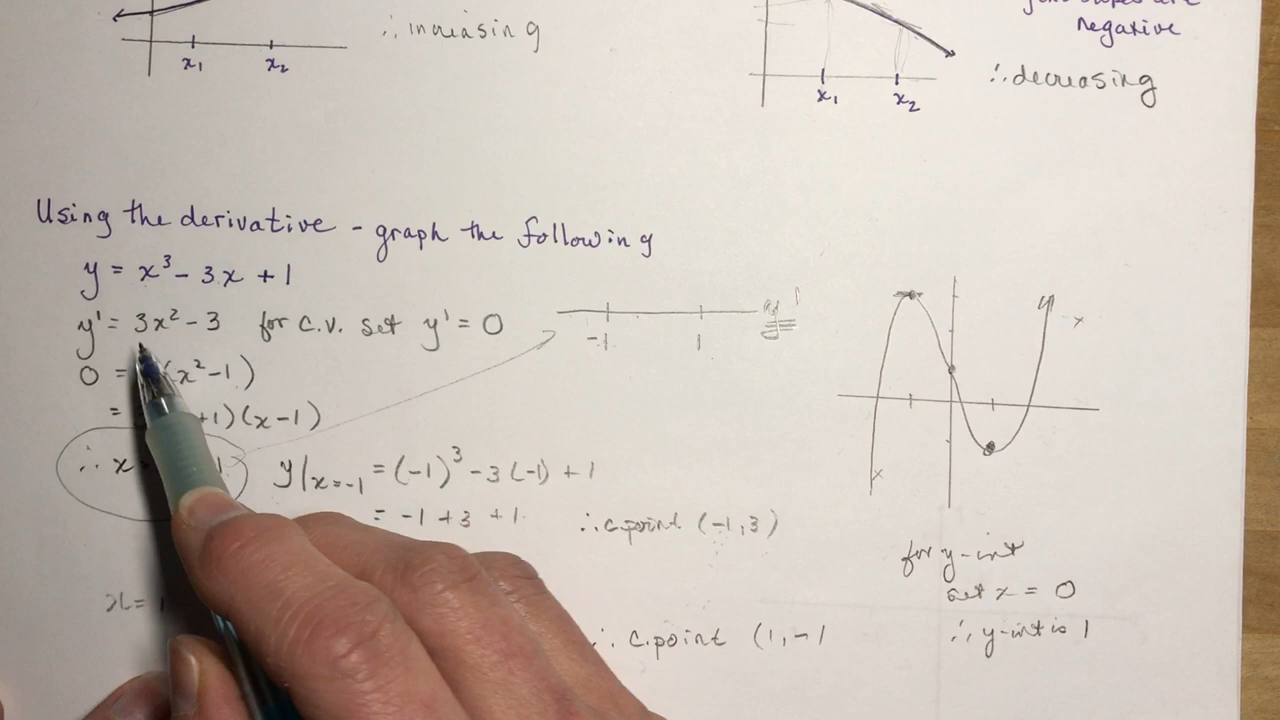 ∴ increasing
x₁ x₂
negative
∴ decreasing
x₁ x₂
Using the derivative - graph the following
y = x³ - 3x + 1
y' = 3x² - 3 for c.v. set y' = 0
-1 1 y'
0 = (x² - 1)
= +1)(x - 1)
∴ x 1
y|x=-1 = (-1)³ - 3(-1) + 1
= -1 + 3 + 1 ∴ c.point (-1,3)
x = 1
∴ c.point (1,-1
y
x
x
for y-int
set x = 0
∴ y-int is 1